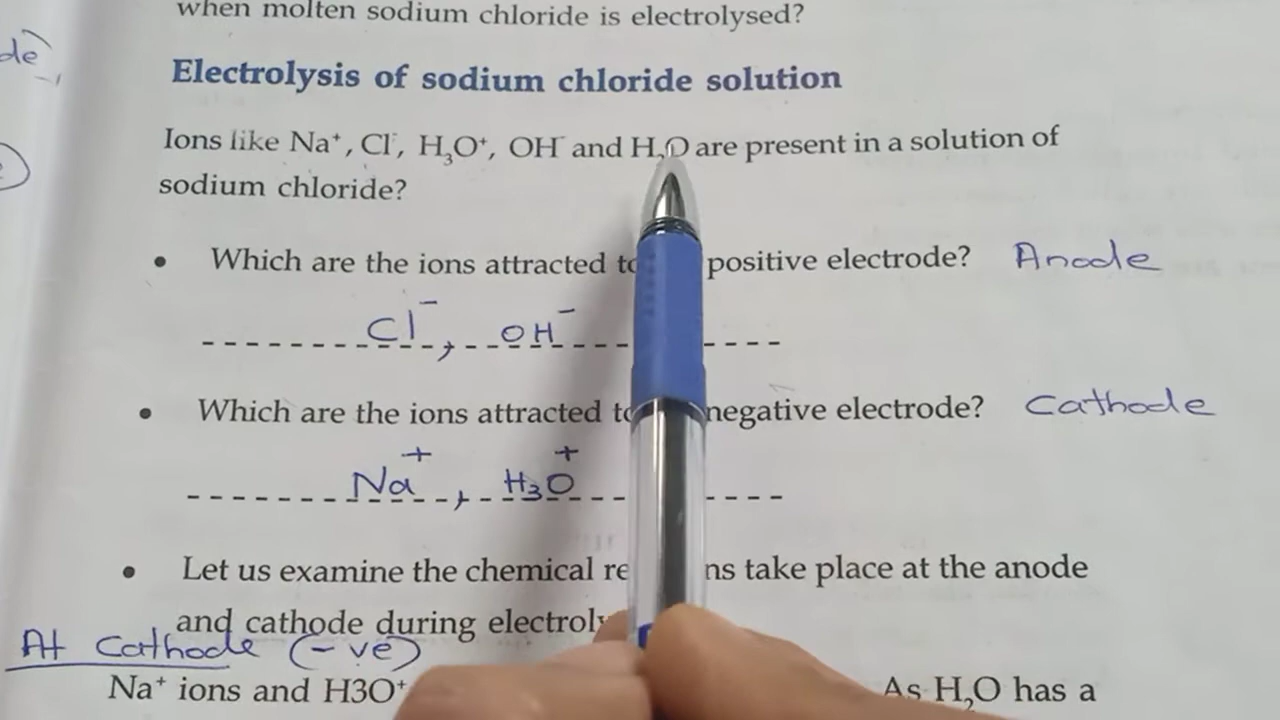 when molten sodium chloride is electrolysed?
de
Electrolysis of sodium chloride solution
Ions like Na⁺, Cl⁻, H₃O⁺, OH⁻ and H₂O are present in a solution of
sodium chloride?
• Which are the ions attracted to positive electrode? Anode
Cl⁻, OH⁻
• Which are the ions attracted to negative electrode? Cathode
Na⁺, H₃O⁺
• Let us examine the chemical take place at the anode
and cathode during
At Cathode (-ve)
Na⁺ ions and H3O⁺ As H₂O has a